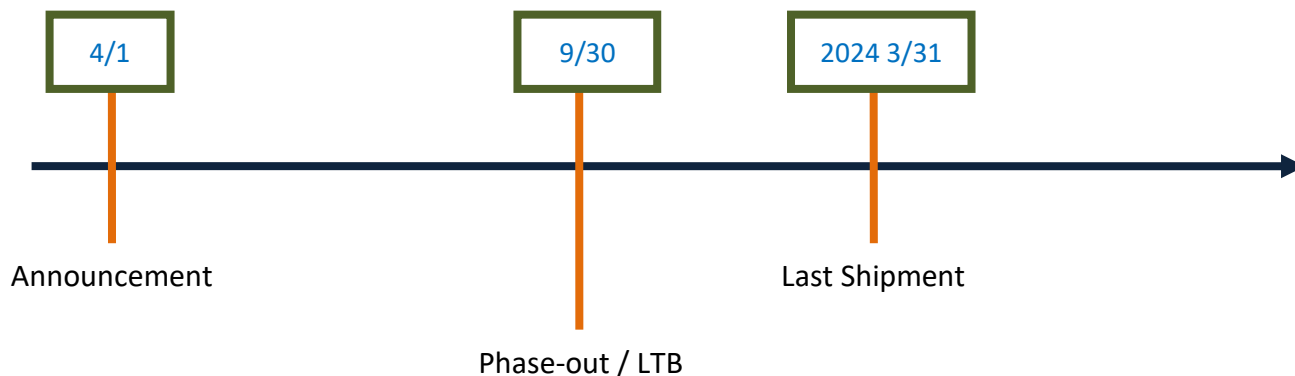 4/1
9/30
2024 3/31
Announcement
Last Shipment
Phase-out / LTB